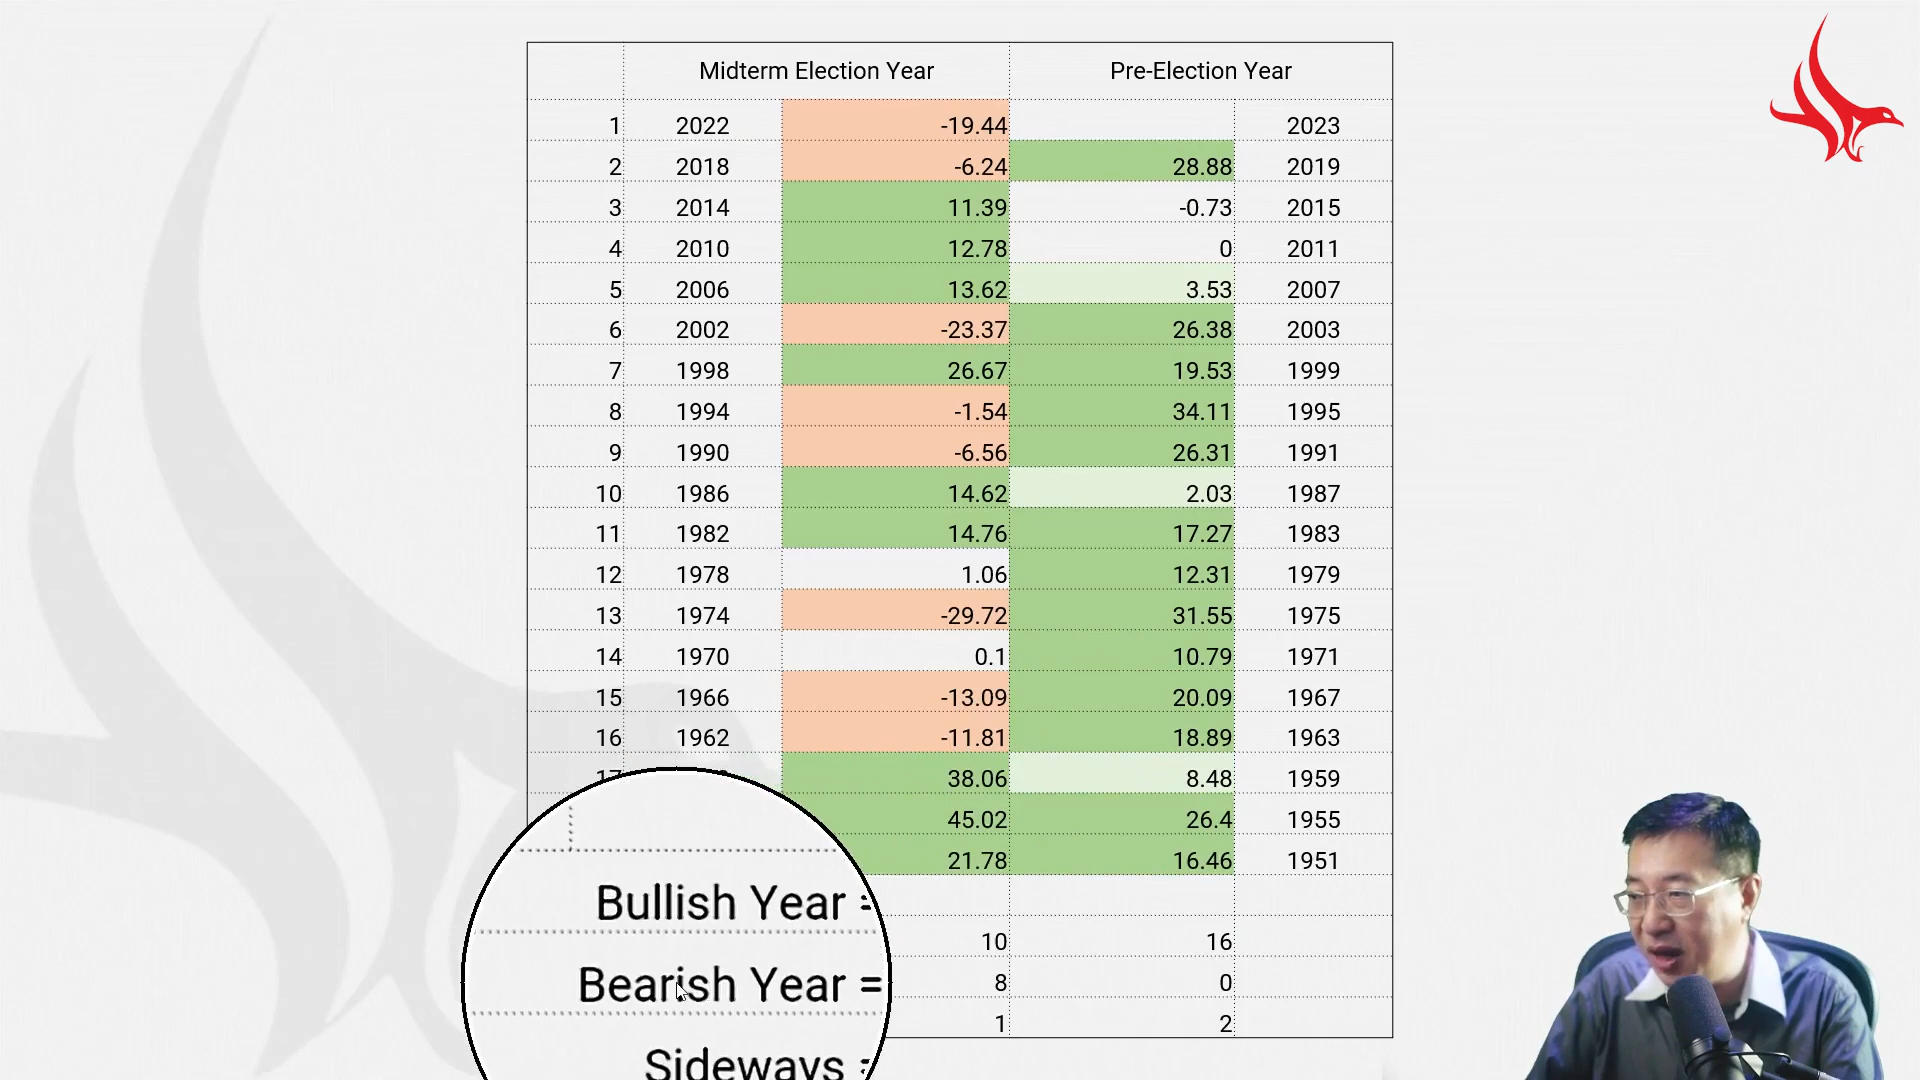 Midterm Election Year Pre-Election Year
1 2022 -19.44 2023
2 2018 -6.24 28.88 2019
3 2014 11.39 -0.73 2015
4 2010 12.78 0 2011
5 2006 13.62 3.53 2007
6 2002 -23.37 26.38 2003
7 1998 26.67 19.53 1999
8 1994 -1.54 34.11 1995
9 1990 -6.56 26.31 1991
10 1986 14.62 2.03 1987
11 1982 14.76 17.27 1983
12 1978 1.06 12.31 1979
13 1974 -29.72 31.55 1975
14 1970 0.1 10.79 1971
15 1966 -13.09 20.09 1967
16 1962 -11.81 18.89 1963
17 38.06 8.48 1959
45.02 26.4 1955
21.78 16.46 1951
Bullish Year = 10 16
Bearish Year = 8 0
Sideways = 1 2